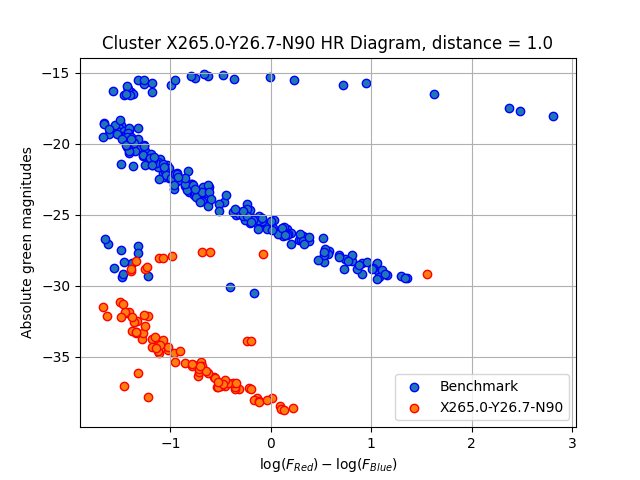 Cluster X265.0-Y26.7-N90 HR Diagram, distance = 1.0
Absolute green magnitudes
−15
−20
−25
−30
−35
−1
0
1
2
3
log(F_Red) − log(F_Blue)
Benchmark
X265.0-Y26.7-N90